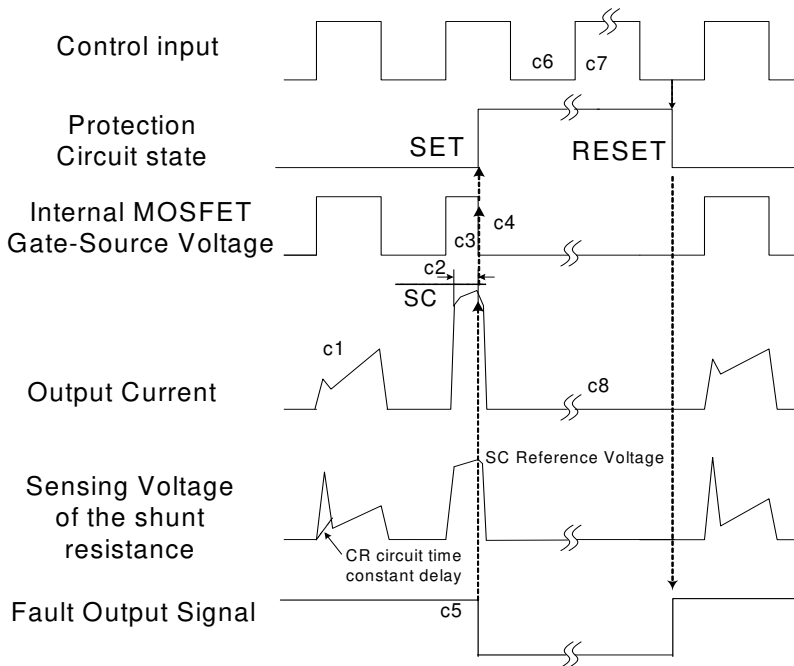 Control input
c6
c7
Protection
Circuit state
SET
RESET
Internal MOSFET
Gate-Source Voltage
c4
c3
c2
SC
c1
Output Current
c8
SC Reference Voltage
Sensing Voltage
of the shunt
resistance
CR circuit time
constant delay
Fault Output Signal
c5